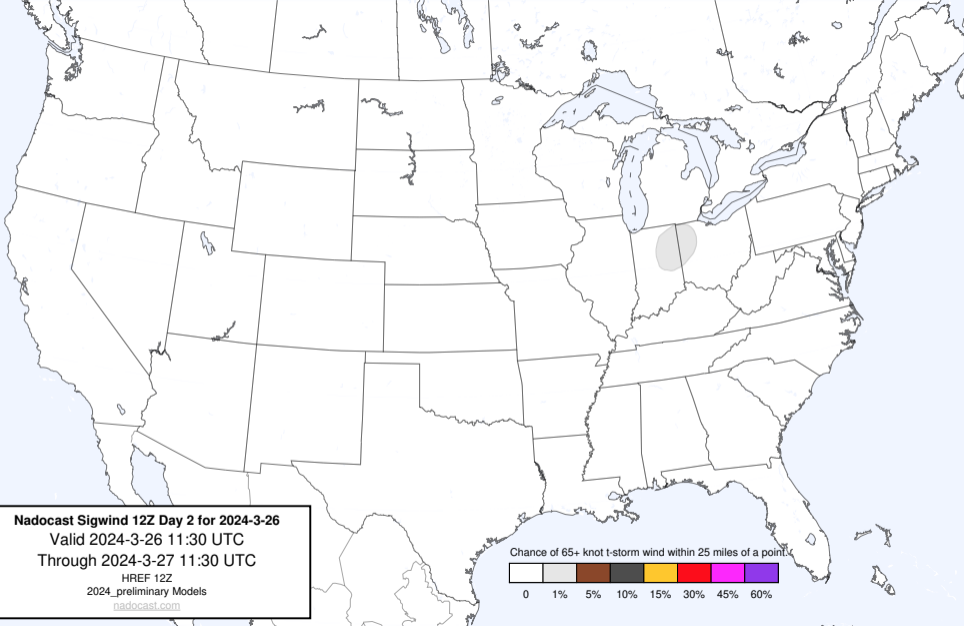 Nadocast Sigwind 12Z Day 2 for 2024-3-26
Valid 2024-3-26 11:30 UTC
Through 2024-3-27 11:30 UTC
HREF 12Z
2024_preliminary Models
nadocast.com
Chance of 65+ knot t-storm wind within 25 miles of a point.
0 1% 5% 10% 15% 30% 45% 60%